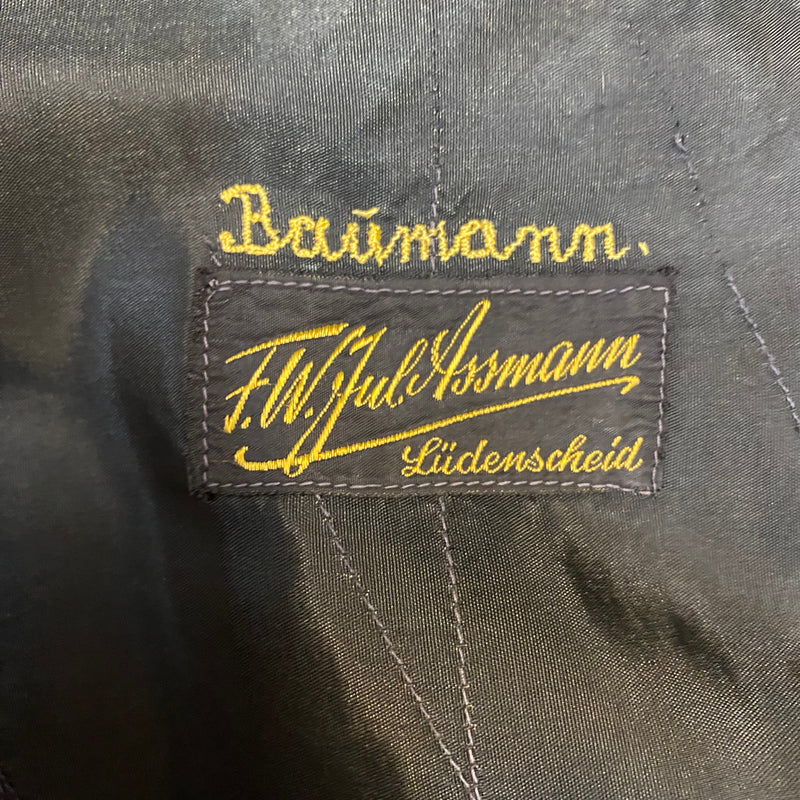 Baumann.
F.W. Jul. Assmann
Lüdenscheid